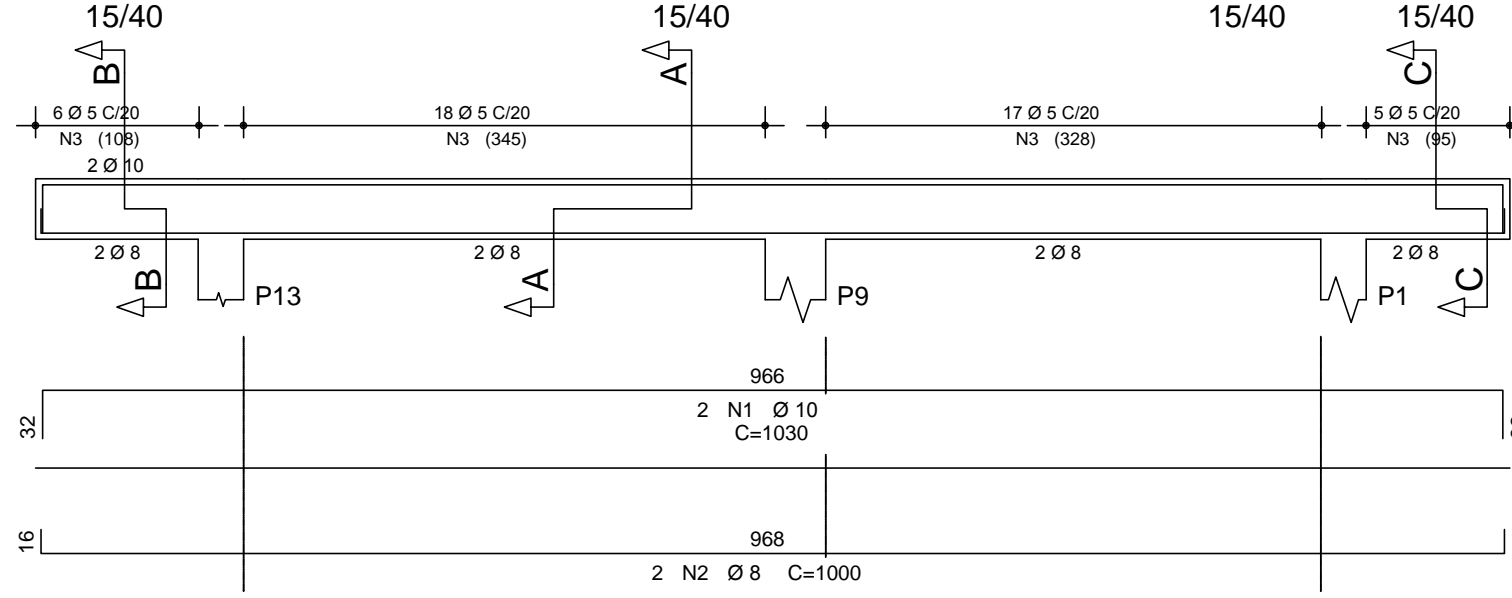 15/40 15/40 15/40 15/40
B A C
6 Ø 5 C/20 18 Ø 5 C/20 17 Ø 5 C/20 5 Ø 5 C/20
N3 (108) N3 (345) N3 (328) N3 (95)
2 Ø 10
2 Ø 8 2 Ø 8 2 Ø 8 2 Ø 8
B A C
P13 P9 P1
966
32
2 N1 Ø 10
C=1030
16
968
2 N2 Ø 8 C=1000